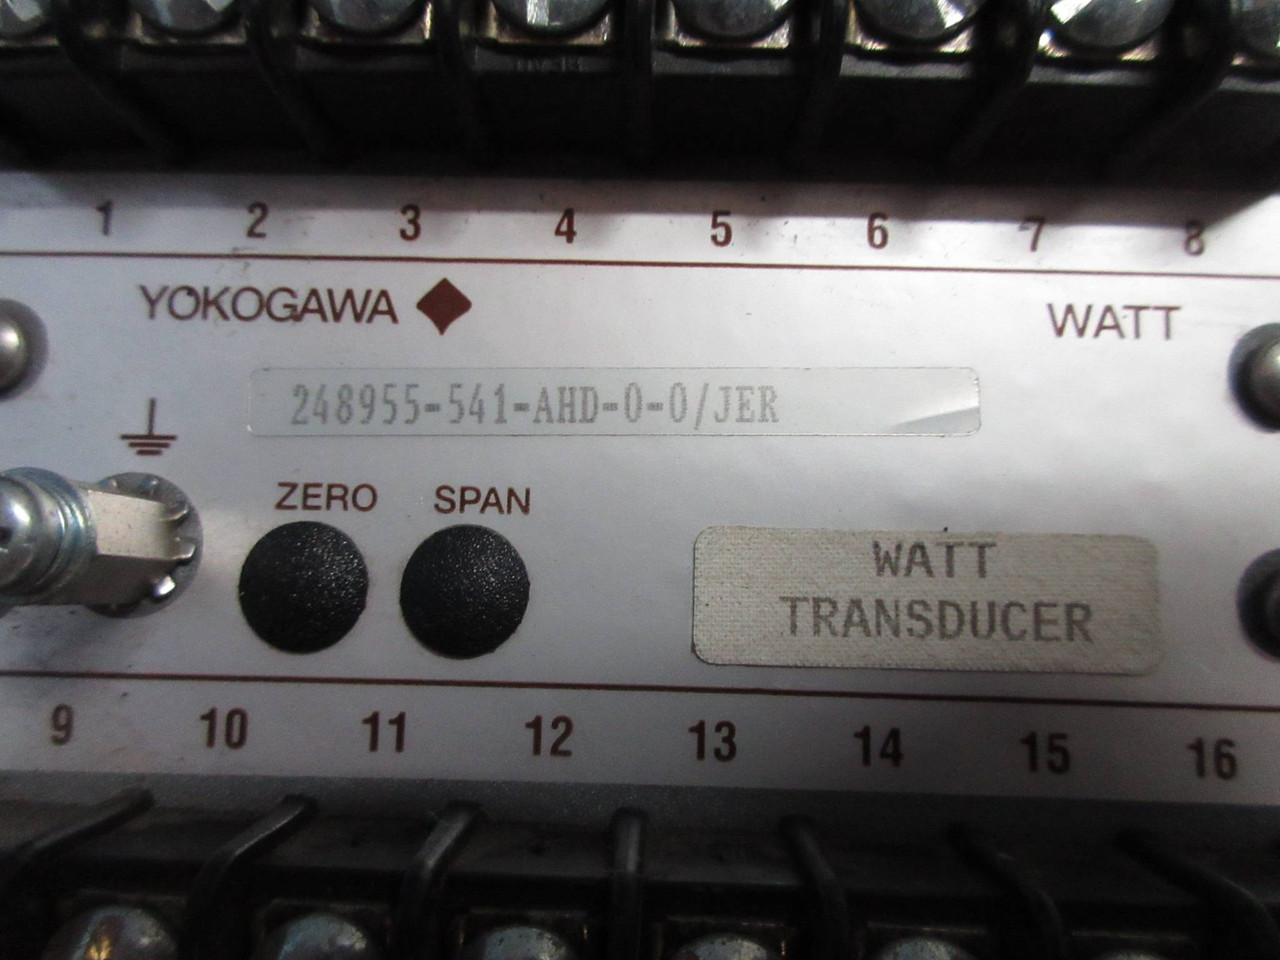 1 2 3 4 5 6 7 8
YOKOGAWA WATT
248955-541-AHD-0-0/JER
ZERO SPAN
WATT
TRANSDUCER
9 10 11 12 13 14 15 16